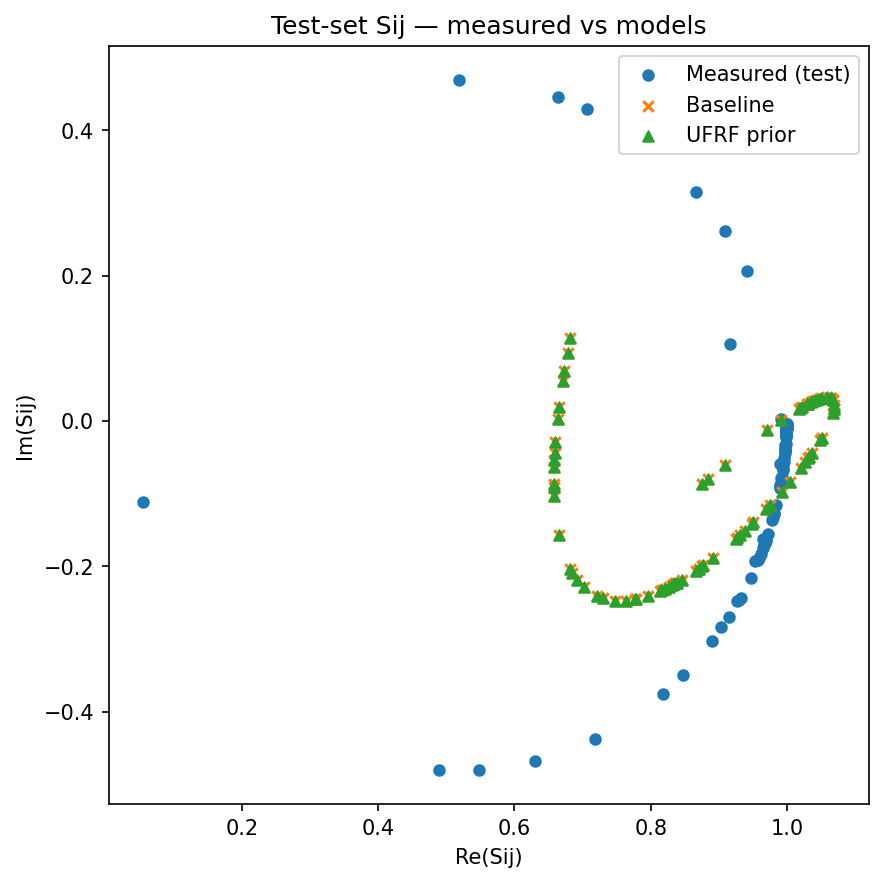 Test-set Sij — measured vs models
Measured (test)
Baseline
UFRF prior
Im(Sij)
0.4
0.2
0.0
−0.2
−0.4
0.2 0.4 0.6 0.8 1.0
Re(Sij)